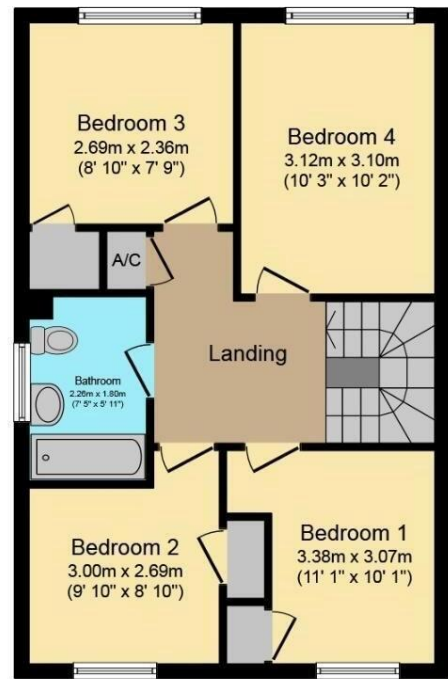 Bedroom 3
2.69m x 2.36m
(8' 10" x 7' 9")
Bedroom 4
3.12m x 3.10m
(10' 3" x 10' 2")
A/C
Landing
Bathroom
2.26m x 1.80m
(7' 5" x 5' 11")
Bedroom 2
3.00m x 2.69m
(9' 10" x 8' 10")
Bedroom 1
3.38m x 3.07m
(11' 1" x 10' 1")